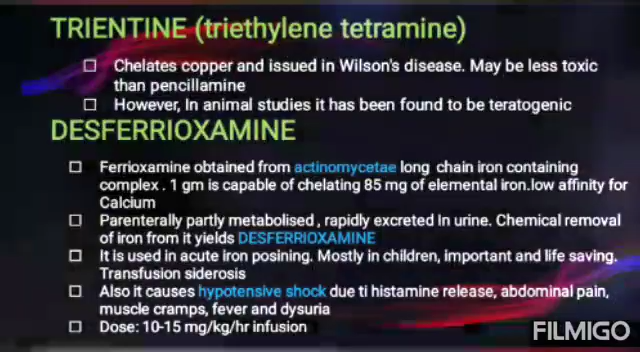 TRIENTINE (triethylene tetramine)
☐ Chelates copper and issued in Wilson's disease. May be less toxic
than pencillamine
☐ However, In animal studies it has been found to be teratogenic
DESFERRIOXAMINE
☐ Ferrioxamine obtained from actinomycetae long chain iron containing
complex . 1 gm is capable of chelating 85 mg of elemental iron.low affinity for
Calcium
☐ Parenterally partly metabolised , rapidly excreted In urine. Chemical removal
of iron from it yields DESFERRIOXAMINE
☐ It is used in acute iron posining. Mostly in children, important and life saving.
Transfusion siderosis
☐ Also it causes hypotensive shock due ti histamine release, abdominal pain,
muscle cramps, fever and dysuria
☐ Dose: 10-15 mg/kg/hr infusion
FILMIGO